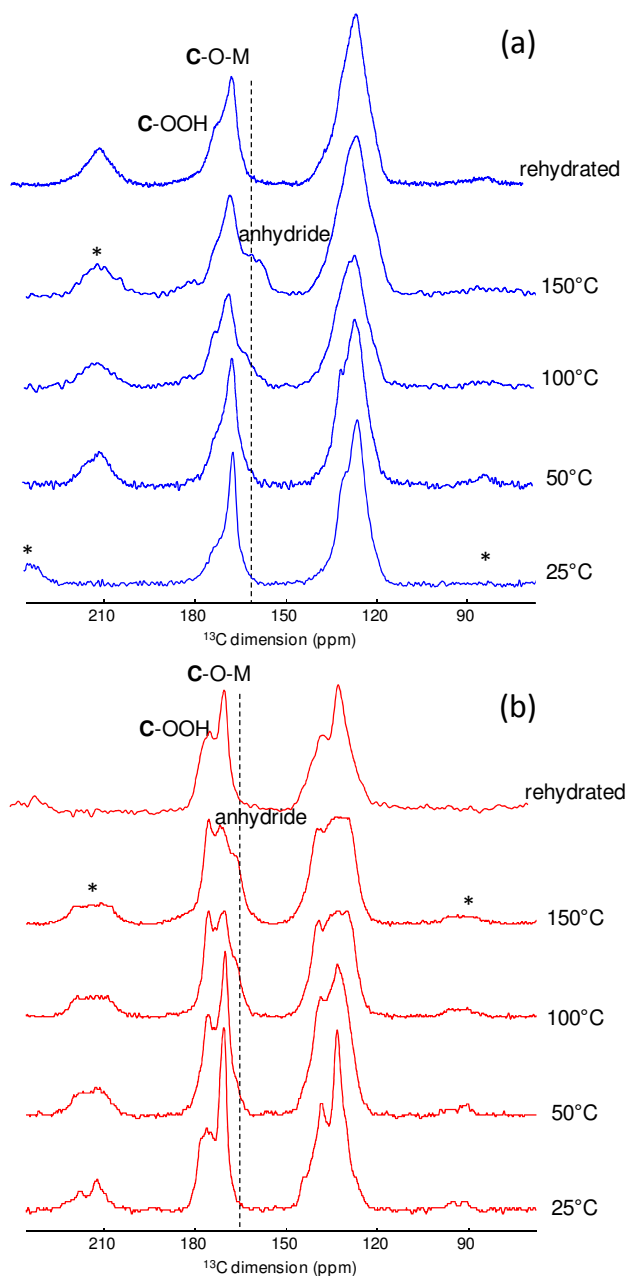 (a)
C-O-M
C-OOH
rehydrated
anhydride
*
150°C
100°C
50°C
* *
25°C
210 180 150 120 90
¹³C dimension (ppm)
C-O-M
(b)
C-OOH
rehydrated
anhydride
* *
150°C
100°C
50°C
25°C
210 180 150 120 90
¹³C dimension (ppm)